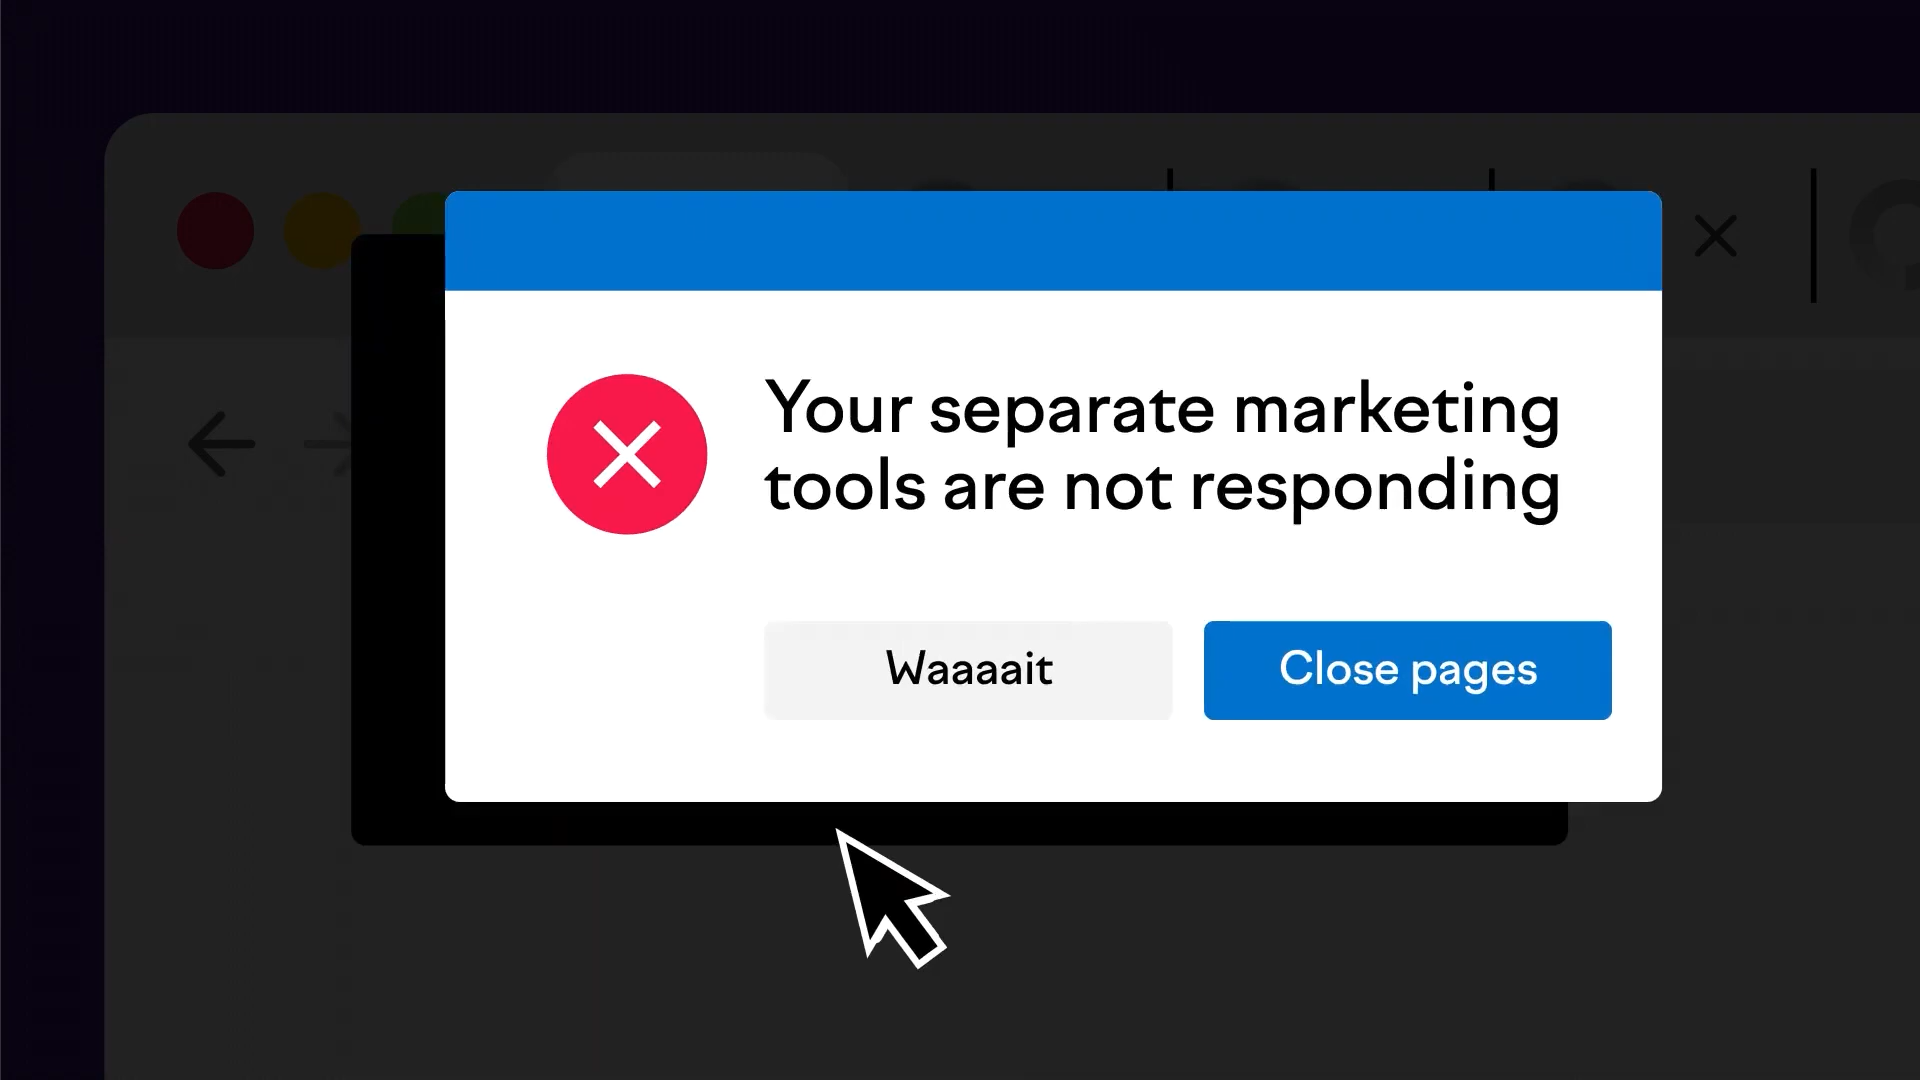 Your separate marketing
tools are not responding
Waaaait
Close pages